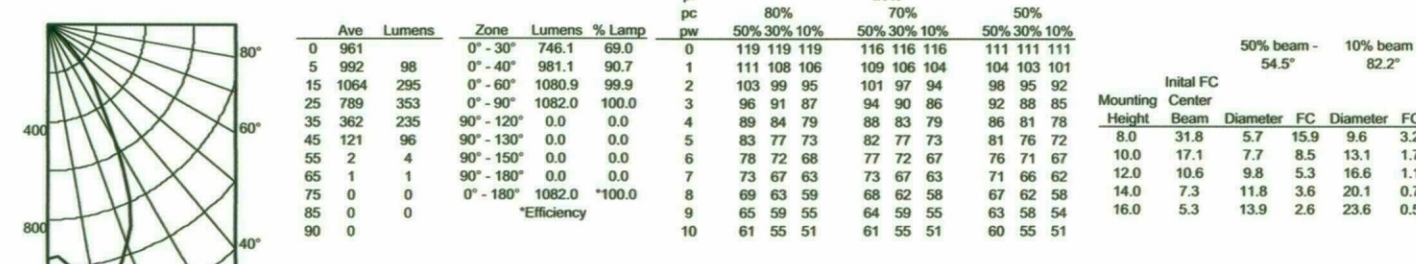 80°
60°
40°
400
800
Ave Lumens
0 961
5 992 98
15 1064 295
25 789 353
35 362 235
45 121 96
55 2 4
65 1 1
75 0 0
85 0 0
90 0
Zone Lumens % Lamp
0° - 30° 746.1 69.0
0° - 40° 981.1 90.7
0° - 60° 1080.9 99.9
0° - 90° 1082.0 100.0
90° - 120° 0.0 0.0
90° - 130° 0.0 0.0
90° - 150° 0.0 0.0
90° - 180° 0.0 0.0
0° - 180° 1082.0 *100.0
*Efficiency
pc 80% 70% 50%
pw 50% 30% 10% 50% 30% 10% 50% 30% 10%
0 119 119 119 116 116 116 111 111 111
1 111 108 106 109 106 104 104 103 101
2 103 99 95 101 97 94 98 95 92
3 96 91 87 94 90 86 92 88 85
4 89 84 79 88 83 79 86 81 78
5 83 77 73 82 77 73 81 76 72
6 78 72 68 77 72 67 76 71 67
7 73 67 63 73 67 63 71 66 62
8 69 63 59 68 62 58 67 62 58
9 65 59 55 64 59 55 63 58 54
10 61 55 51 61 55 51 60 55 51
50% beam - 10% beam
54.5° 82.2°
Inital FC
Mounting Center
Height Beam Diameter FC Diameter FC
8.0 31.8 5.7 15.9 9.6 3.2
10.0 17.1 7.7 8.5 13.1 1.7
12.0 10.6 9.8 5.3 16.6 1.1
14.0 7.3 11.8 3.6 20.1 0.7
16.0 5.3 13.9 2.6 23.6 0.5